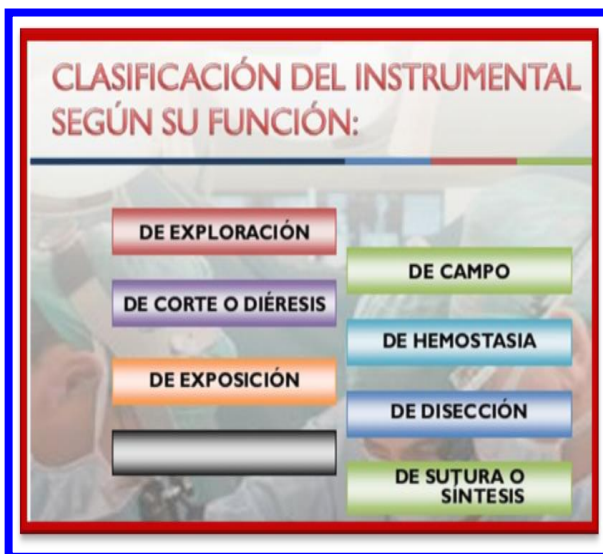 CLASIFICACIÓN DEL INSTRUMENTAL
SEGÚN SU FUNCIÓN:
DE EXPLORACIÓN
DE CORTE O DIÉRESIS
DE EXPOSICIÓN
DE CAMPO
DE HEMOSTASIA
DE DISECCIÓN
DE SUTURA O
SÍNTESIS